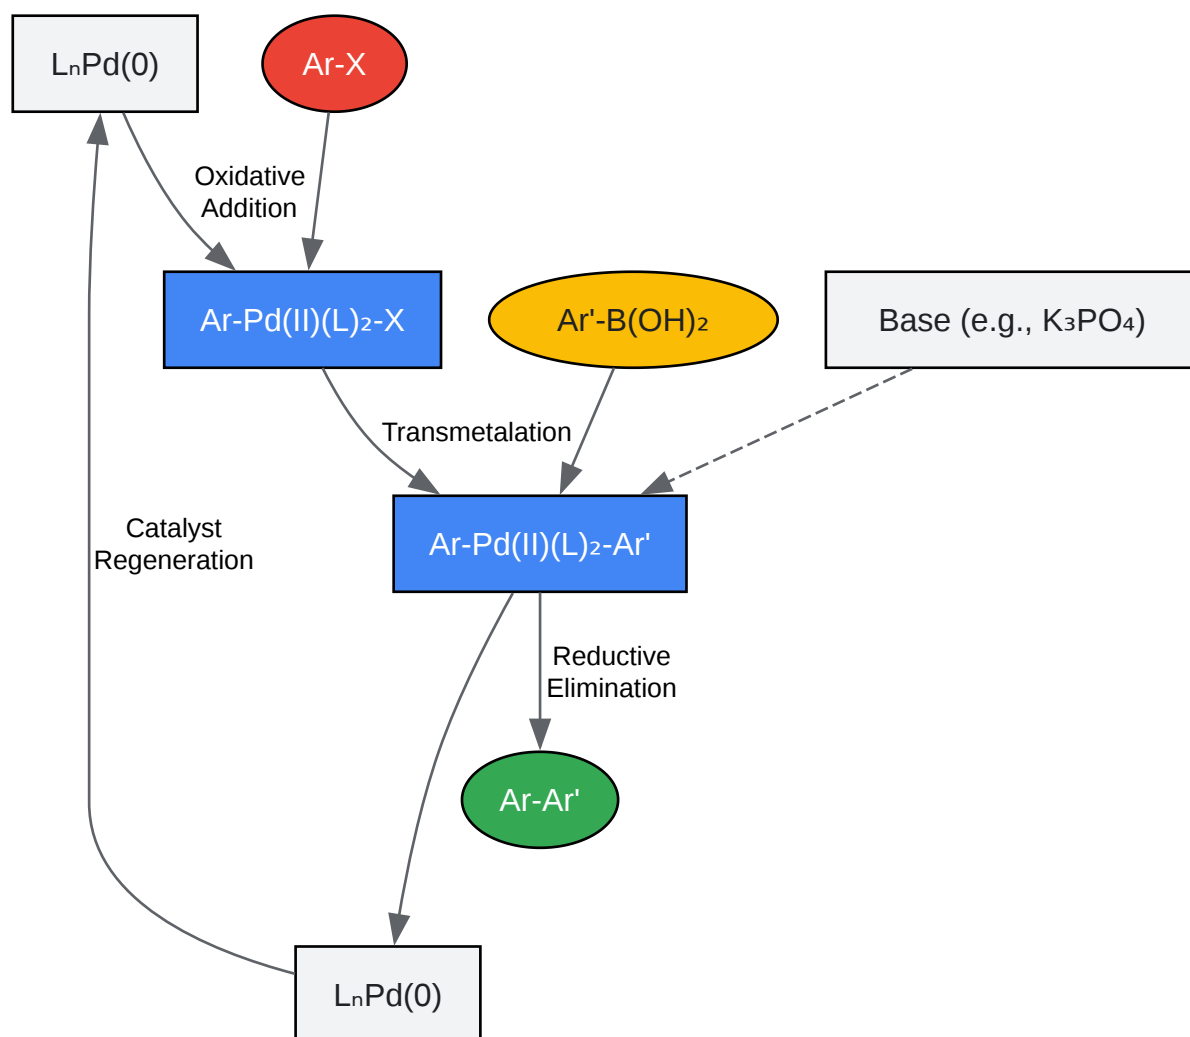 LₙPd(0)
Ar-X
Oxidative
Addition
Ar-Pd(II)(L)₂-X
Ar'-B(OH)₂
Base (e.g., K₃PO₄)
Transmetalation
Catalyst
Regeneration
Ar-Pd(II)(L)₂-Ar'
Reductive
Elimination
Ar-Ar'
LₙPd(0)